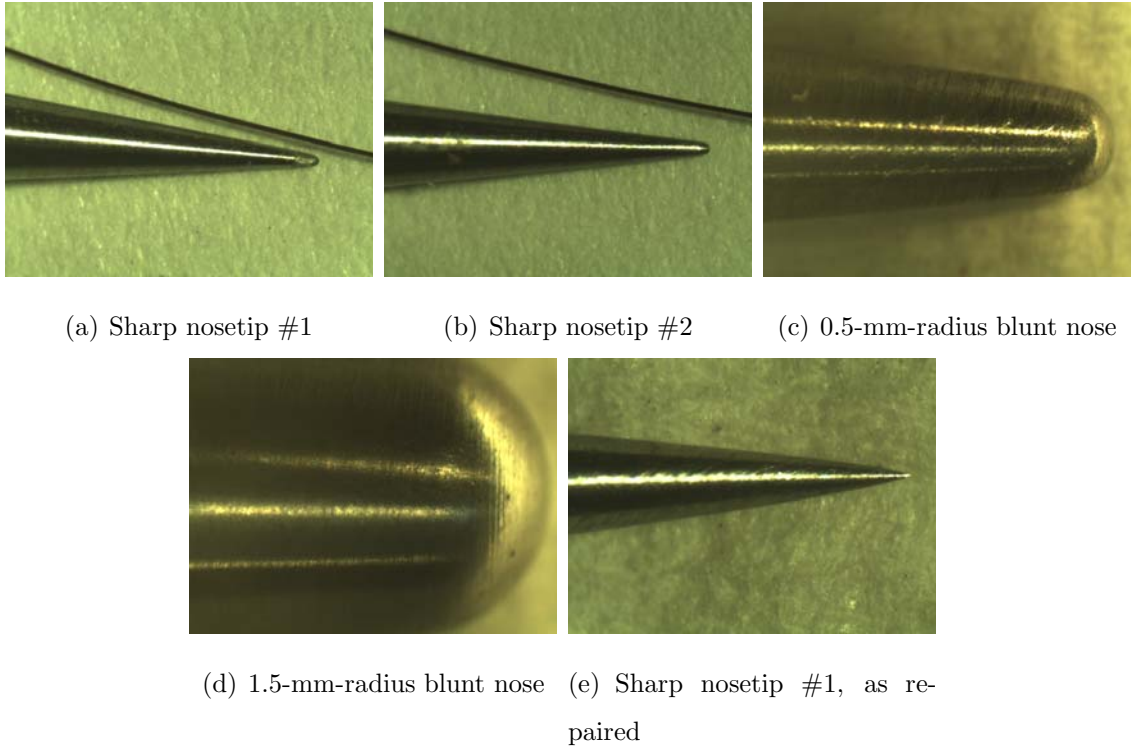 (a) Sharp nosetip #1
(b) Sharp nosetip #2
(c) 0.5-mm-radius blunt nose
(d) 1.5-mm-radius blunt nose
(e) Sharp nosetip #1, as re-
paired